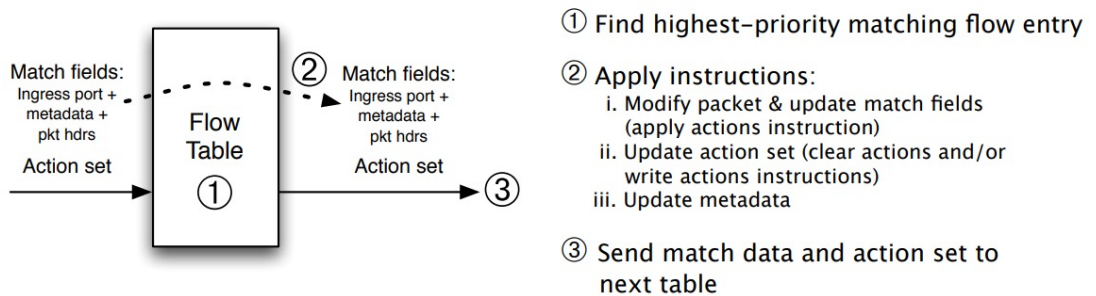 Match fields:
Ingress port +
metadata +
pkt hdrs
Action set
Flow
Table
①
②
Match fields:
Ingress port +
metadata +
pkt hdrs
Action set
③
① Find highest-priority matching flow entry
② Apply instructions:
i. Modify packet & update match fields
(apply actions instruction)
ii. Update action set (clear actions and/or
write actions instructions)
iii. Update metadata
③ Send match data and action set to
next table